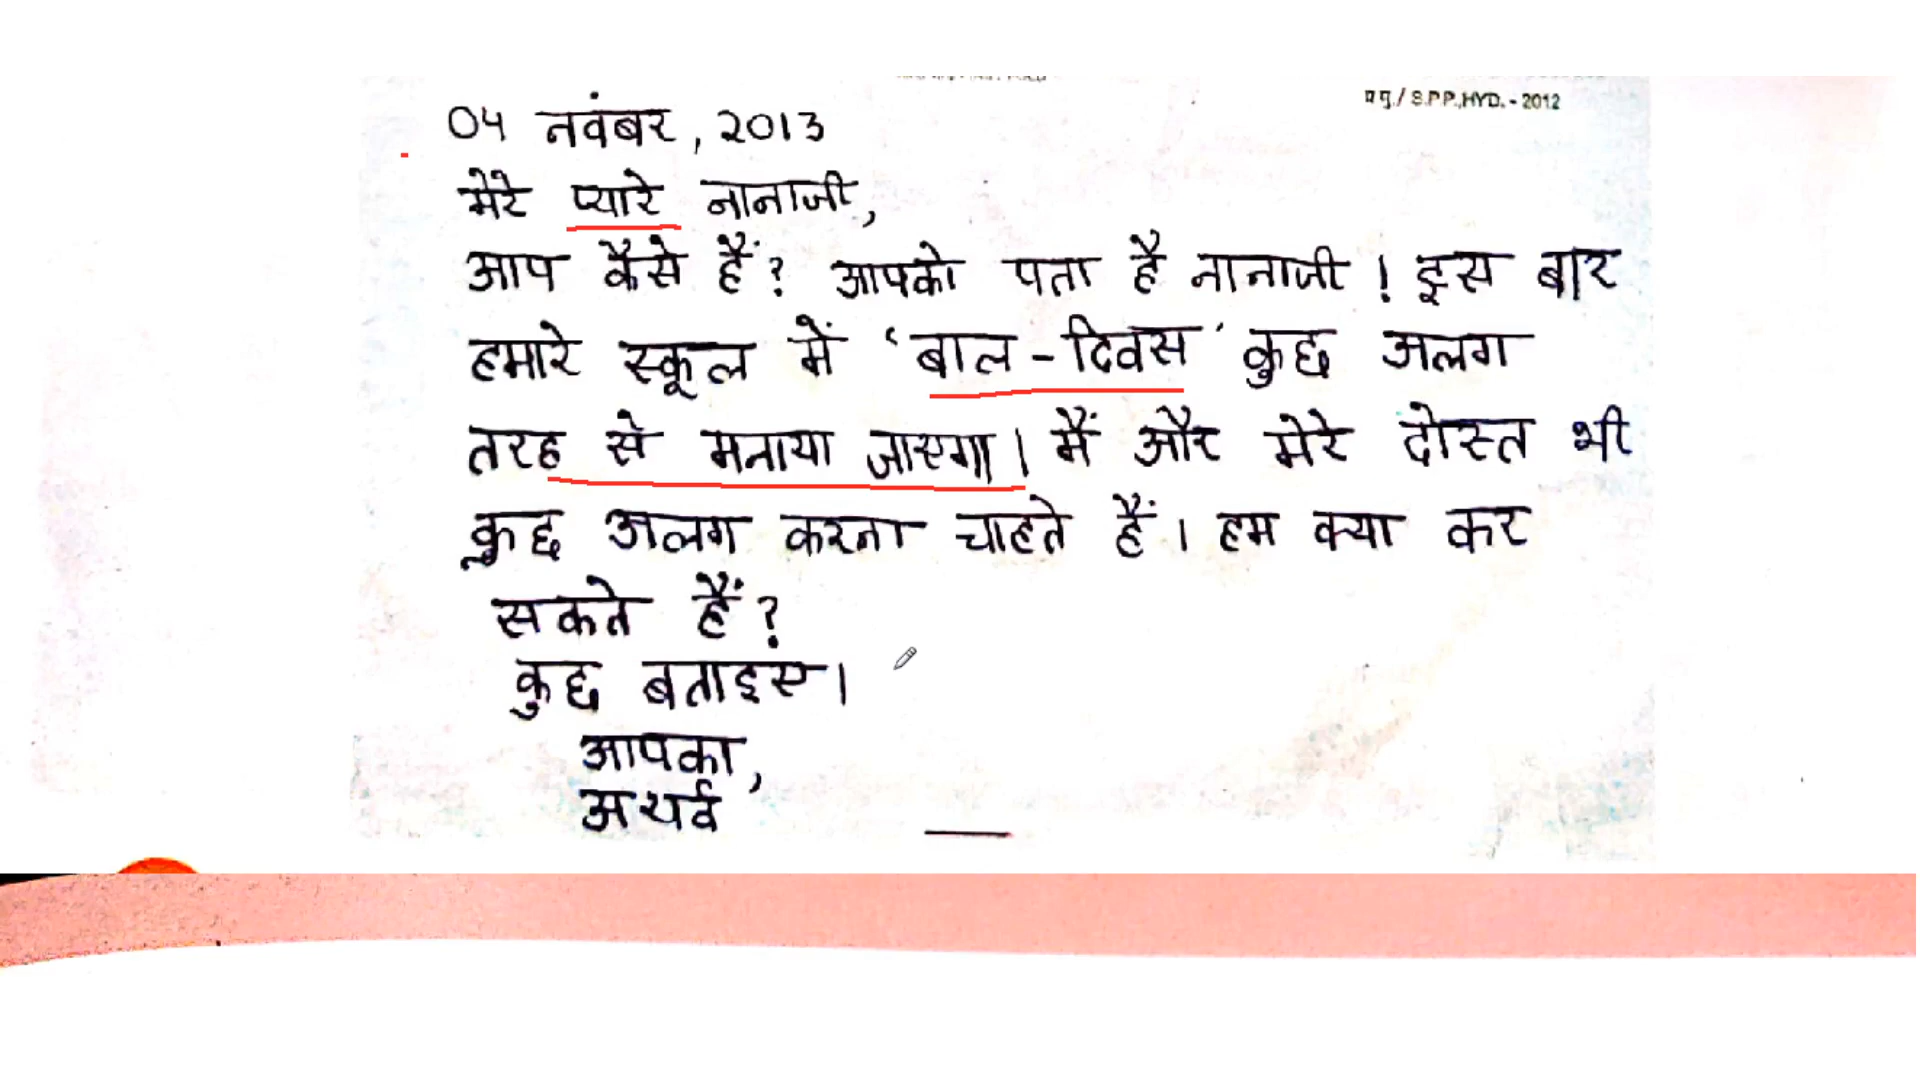 प्र मु./ S.P.P.,HYD. - 2012
04 नवंबर, 2013
मेरे प्यारे नानाजी,
आप कैसे हैं? आपको पता है नानाजी ! इस बार
हमारे स्कूल में ‘बाल - दिवस’ कुछ अलग
तरह से मनाया जाएगा। मैं और मेरे दोस्त भी
कुछ अलग करना चाहते हैं। हम क्या कर
सकते हैं?
कुछ बताइए।
आपका,
अथर्व